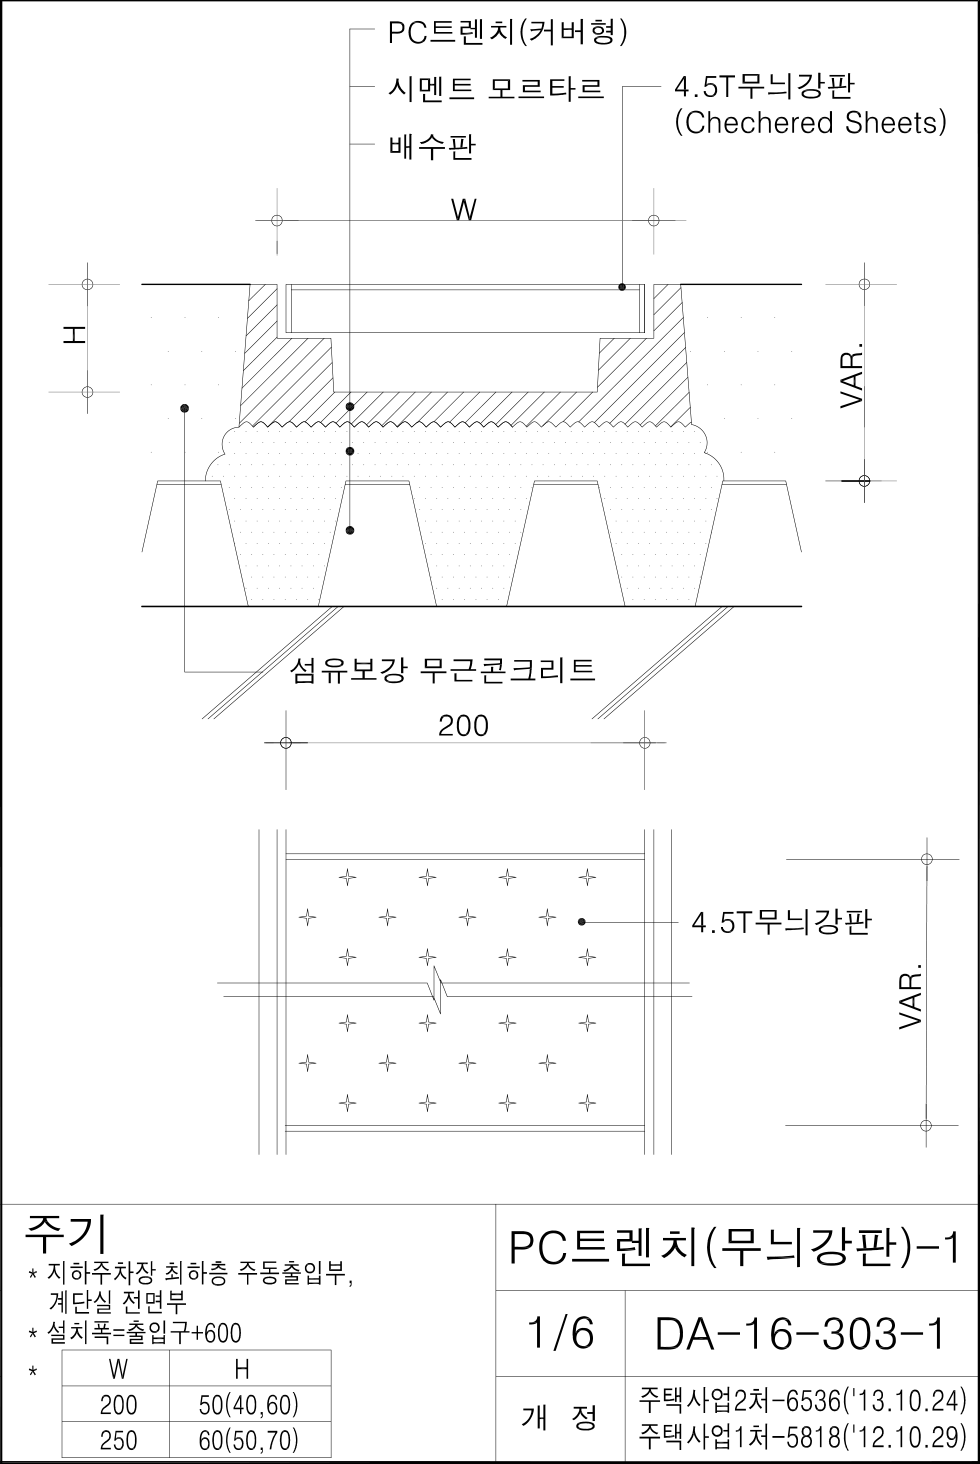 PC트렌치(커버형)
시멘트 모르타르
배수판
4.5T무늬강판
(Chechered Sheets)
W
H
VAR.
섬유보강 무근콘크리트
200
4.5T무늬강판
VAR.
주기
* 지하주차장 최하층 주동출입부,
계단실 전면부
* 설치폭=출입구+600
*
W H
200 50(40,60)
250 60(50,70)
PC트렌치(무늬강판)-1
1/6 DA-16-303-1
개 정
주택사업2처-6536('13.10.24)
주택사업1처-5818('12.10.29)